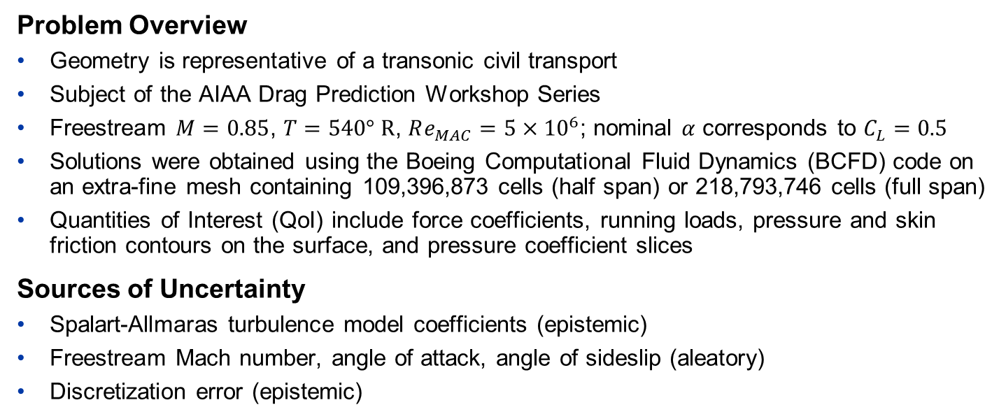 Problem Overview
• Geometry is representative of a transonic civil transport
• Subject of the AIAA Drag Prediction Workshop Series
• Freestream 𝑀 = 0.85, 𝑇 = 540° R, 𝑅𝑒_{𝑀𝐴𝐶} = 5 × 10⁶; nominal 𝛼 corresponds to 𝐶_𝐿 = 0.5
• Solutions were obtained using the Boeing Computational Fluid Dynamics (BCFD) code on
an extra-fine mesh containing 109,396,873 cells (half span) or 218,793,746 cells (full span)
• Quantities of Interest (QoI) include force coefficients, running loads, pressure and skin
friction contours on the surface, and pressure coefficient slices
Sources of Uncertainty
• Spalart-Allmaras turbulence model coefficients (epistemic)
• Freestream Mach number, angle of attack, angle of sideslip (aleatory)
• Discretization error (epistemic)